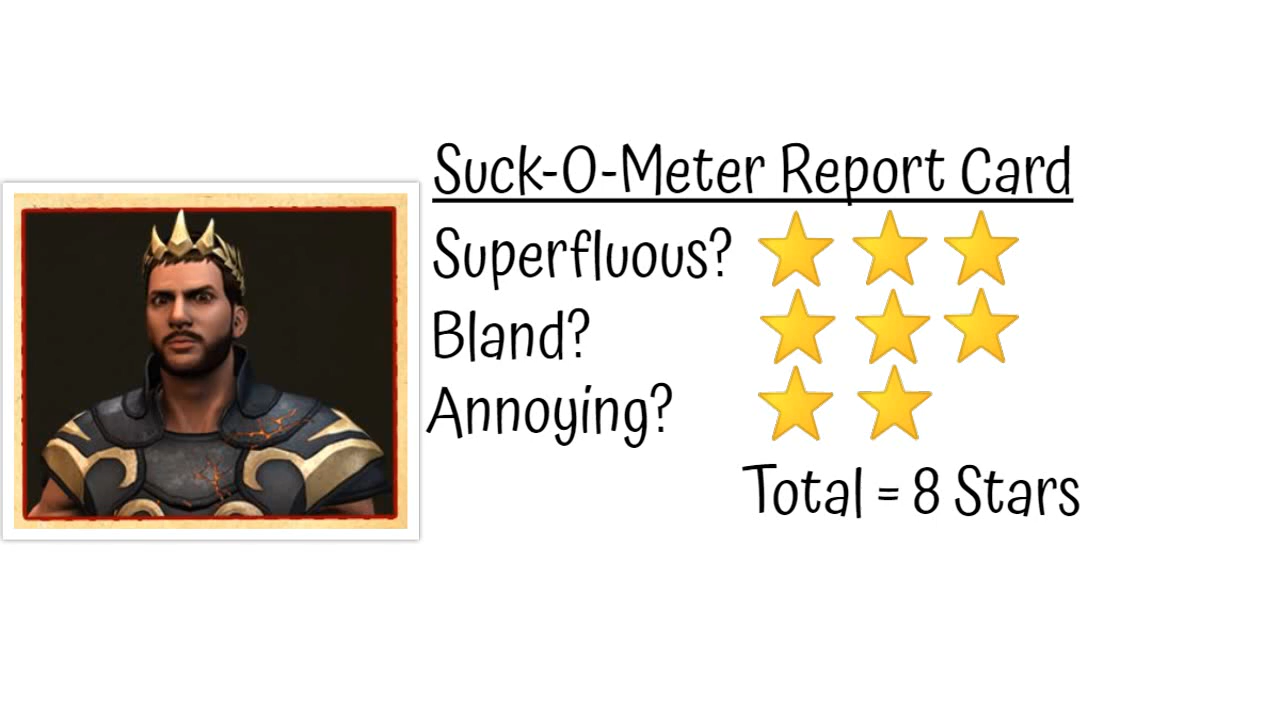 Suck-O-Meter Report Card
Superfluous?
Bland?
Annoying?
Total = 8 Stars